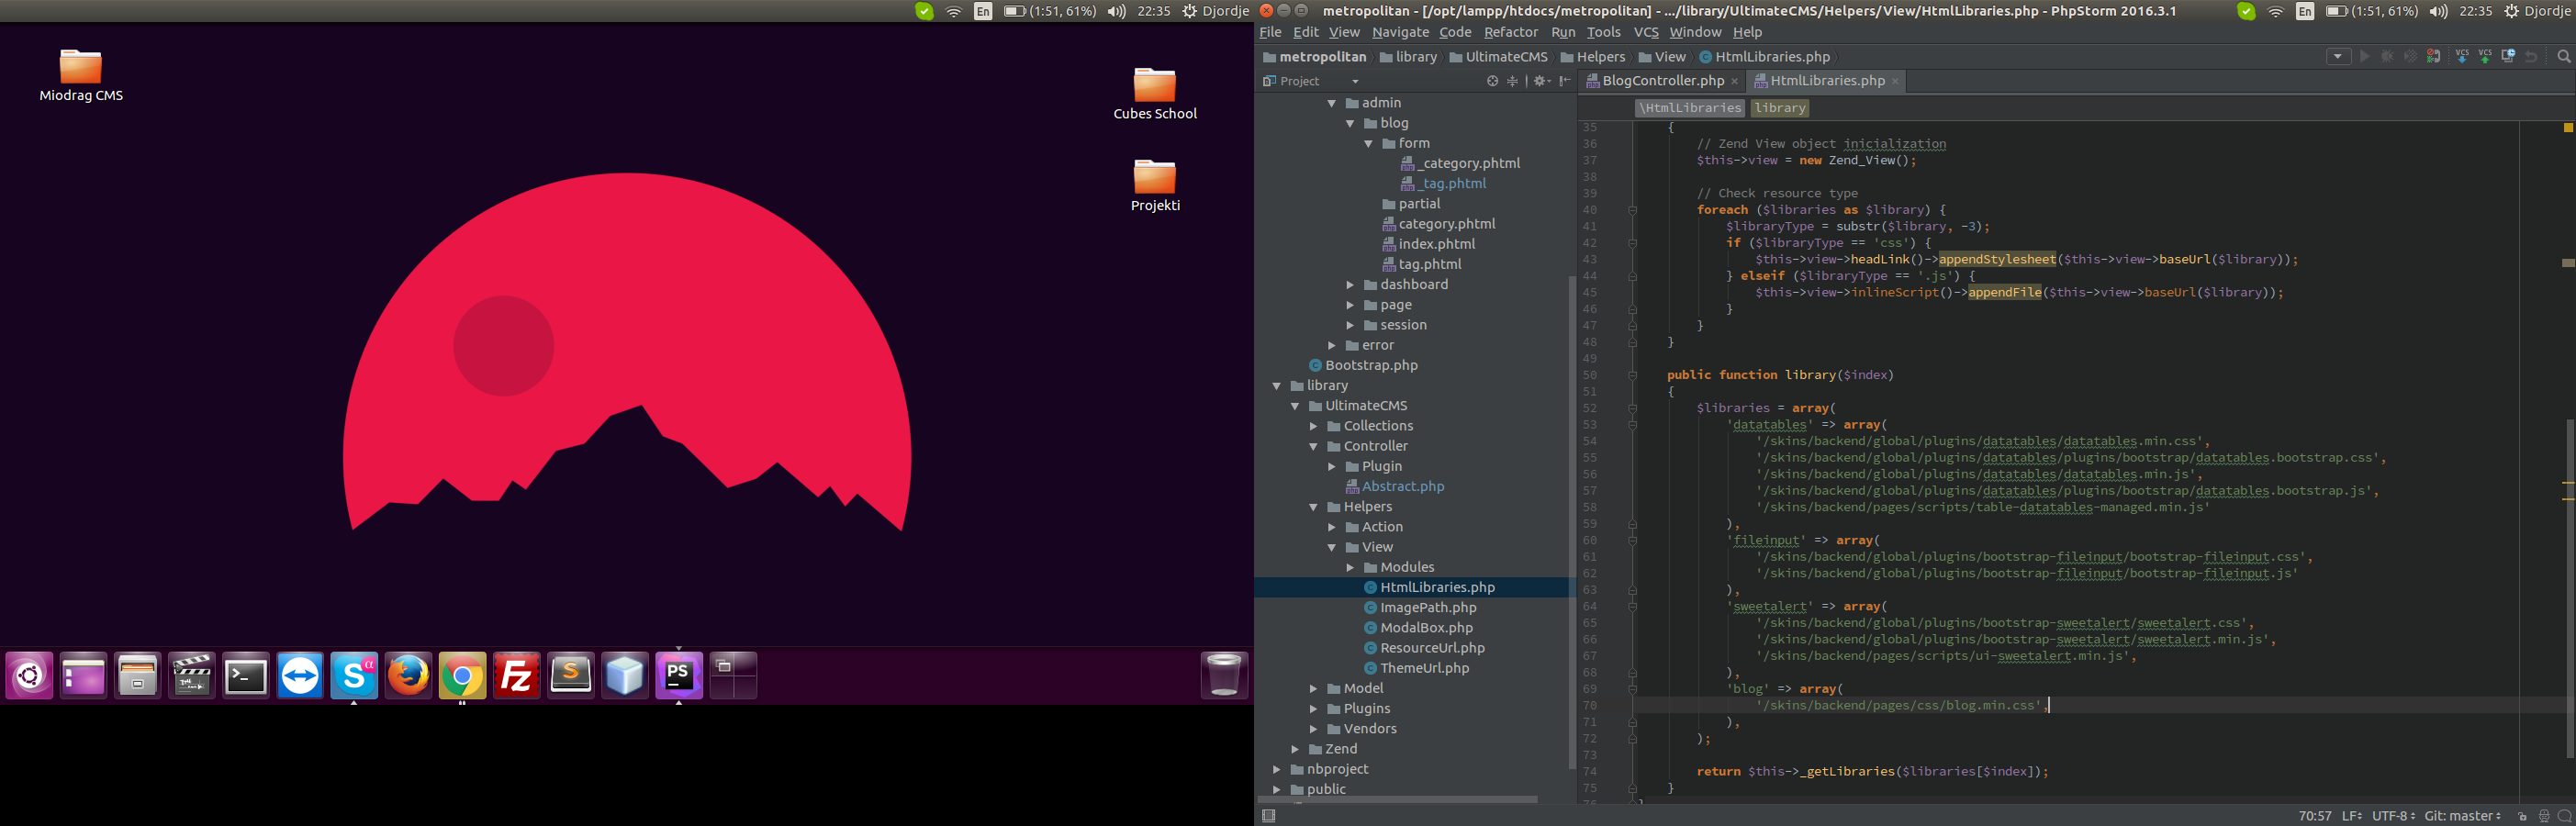 En (1:51, 61%) 22:35 Djordje
Miodrag CMS
Cubes School
Projekti
metropolitan - [/opt/lampp/htdocs/metropolitan] - .../library/UltimateCMS/Helpers/View/HtmlLibraries.php - PhpStorm 2016.3.1
En (1:51, 61%) 22:35 Djordje
File Edit View Navigate Code Refactor Run Tools VCS Window Help
metropolitan library UltimateCMS Helpers View HtmlLibraries.php
VCS VCS
Project
admin
blog
form
_category.phtml
_tag.phtml
partial
category.phtml
index.phtml
tag.phtml
dashboard
page
session
error
Bootstrap.php
library
UltimateCMS
Collections
Controller
Plugin
Abstract.php
Helpers
Action
View
Modules
HtmlLibraries.php
ImagePath.php
ModalBox.php
ResourceUrl.php
ThemeUrl.php
Model
Plugins
Vendors
Zend
nbproject
public
BlogController.php HtmlLibraries.php
\HtmlLibraries library
35 {
36 // Zend View object inicialization
37 $this->view = new Zend_View();
38
39 // Check resource type
40 foreach ($libraries as $library) {
41 $libraryType = substr($library, -3);
42 if ($libraryType == 'css') {
43 $this->view->headLink()->appendStylesheet($this->view->baseUrl($library));
44 } elseif ($libraryType == '.js') {
45 $this->view->inlineScript()->appendFile($this->view->baseUrl($library));
46 }
47 }
48 }
49
50 public function library($index)
51 {
52 $libraries = array(
53 'datatables' => array(
54 '/skins/backend/global/plugins/datatables/datatables.min.css',
55 '/skins/backend/global/plugins/datatables/plugins/bootstrap/datatables.bootstrap.css',
56 '/skins/backend/global/plugins/datatables/datatables.min.js',
57 '/skins/backend/global/plugins/datatables/plugins/bootstrap/datatables.bootstrap.js',
58 '/skins/backend/pages/scripts/table-datatables-managed.min.js'
59 ),
60 'fileinput' => array(
61 '/skins/backend/global/plugins/bootstrap-fileinput/bootstrap-fileinput.css',
62 '/skins/backend/global/plugins/bootstrap-fileinput/bootstrap-fileinput.js'
63 ),
64 'sweetalert' => array(
65 '/skins/backend/global/plugins/bootstrap-sweetalert/sweetalert.css',
66 '/skins/backend/global/plugins/bootstrap-sweetalert/sweetalert.min.js',
67 '/skins/backend/pages/scripts/ui-sweetalert.min.js',
68 ),
69 'blog' => array(
70 '/skins/backend/pages/css/blog.min.css',
71 ),
72 );
73
74 return $this->_getLibraries($libraries[$index]);
75 }
70:57 LF÷ UTF-8÷ Git: master÷